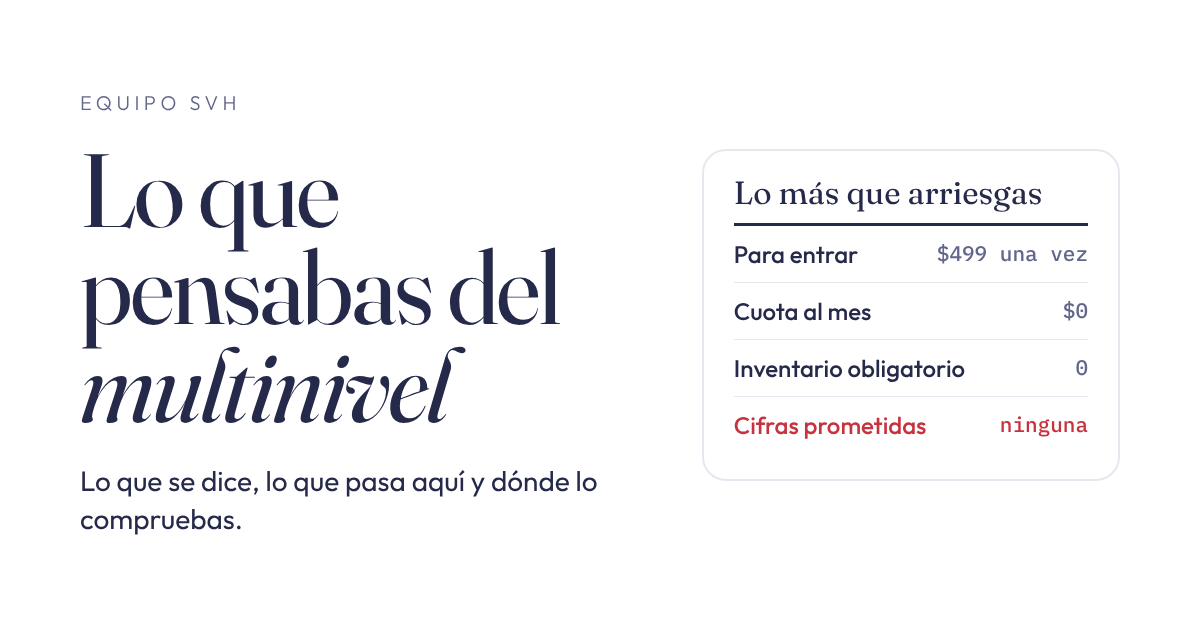 EQUIPO SVH
Lo que
pensabas del
multinivel
Lo que se dice, lo que pasa aquí y dónde lo
compruebas.
Lo más que arriesgas
Para entrar $499 una vez
Cuota al mes $0
Inventario obligatorio 0
Cifras prometidas ninguna